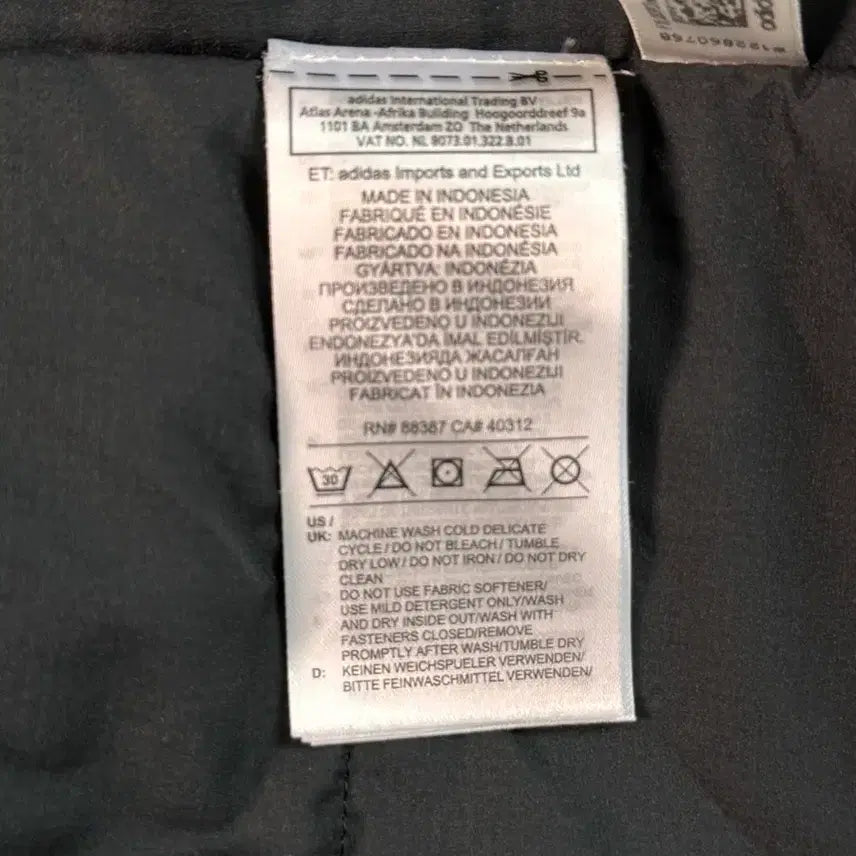 #122860768
adidas International Trading BV
Atlas Arena -Afrika Building Hoogoorddreef 9a
1101 BA Amsterdam ZO The Netherlands
VAT NO. NL 8073.01.322.B.01
ET: adidas Imports and Exports Ltd
MADE IN INDONESIA
FABRIQUÉ EN INDONÉSIE
FABRICADO EN INDONESIA
FABRICADO NA INDONÉSIA
GYÁRTVA: INDONÉZIA
ПРОИЗВЕДЕНО В ИНДОНЕЗИЯ
СДЕЛАНО В ИНДОНЕЗИИ
PROIZVEDENO U INDONEZIJI
ENDONEZYA'DA İMAL EDİLMİŞTİR.
ИНДОНЕЗИЯДА ЖАСАЛҒАН
PROIZVEDENO U INDONEZIJI
FABRICAT ÎN INDONEZIA
RN# 88387 CA# 40312
30
US /
UK: MACHINE WASH COLD DELICATE
CYCLE / DO NOT BLEACH / TUMBLE
DRY LOW / DO NOT IRON / DO NOT DRY
CLEAN
DO NOT USE FABRIC SOFTENER/
USE MILD DETERGENT ONLY/WASH
AND DRY INSIDE OUT/WASH WITH
FASTENERS CLOSED/REMOVE
PROMPTLY AFTER WASH/TUMBLE DRY
D: KEINEN WEICHSPUELER VERWENDEN/
BITTE FEINWASCHMITTEL VERWENDEN/